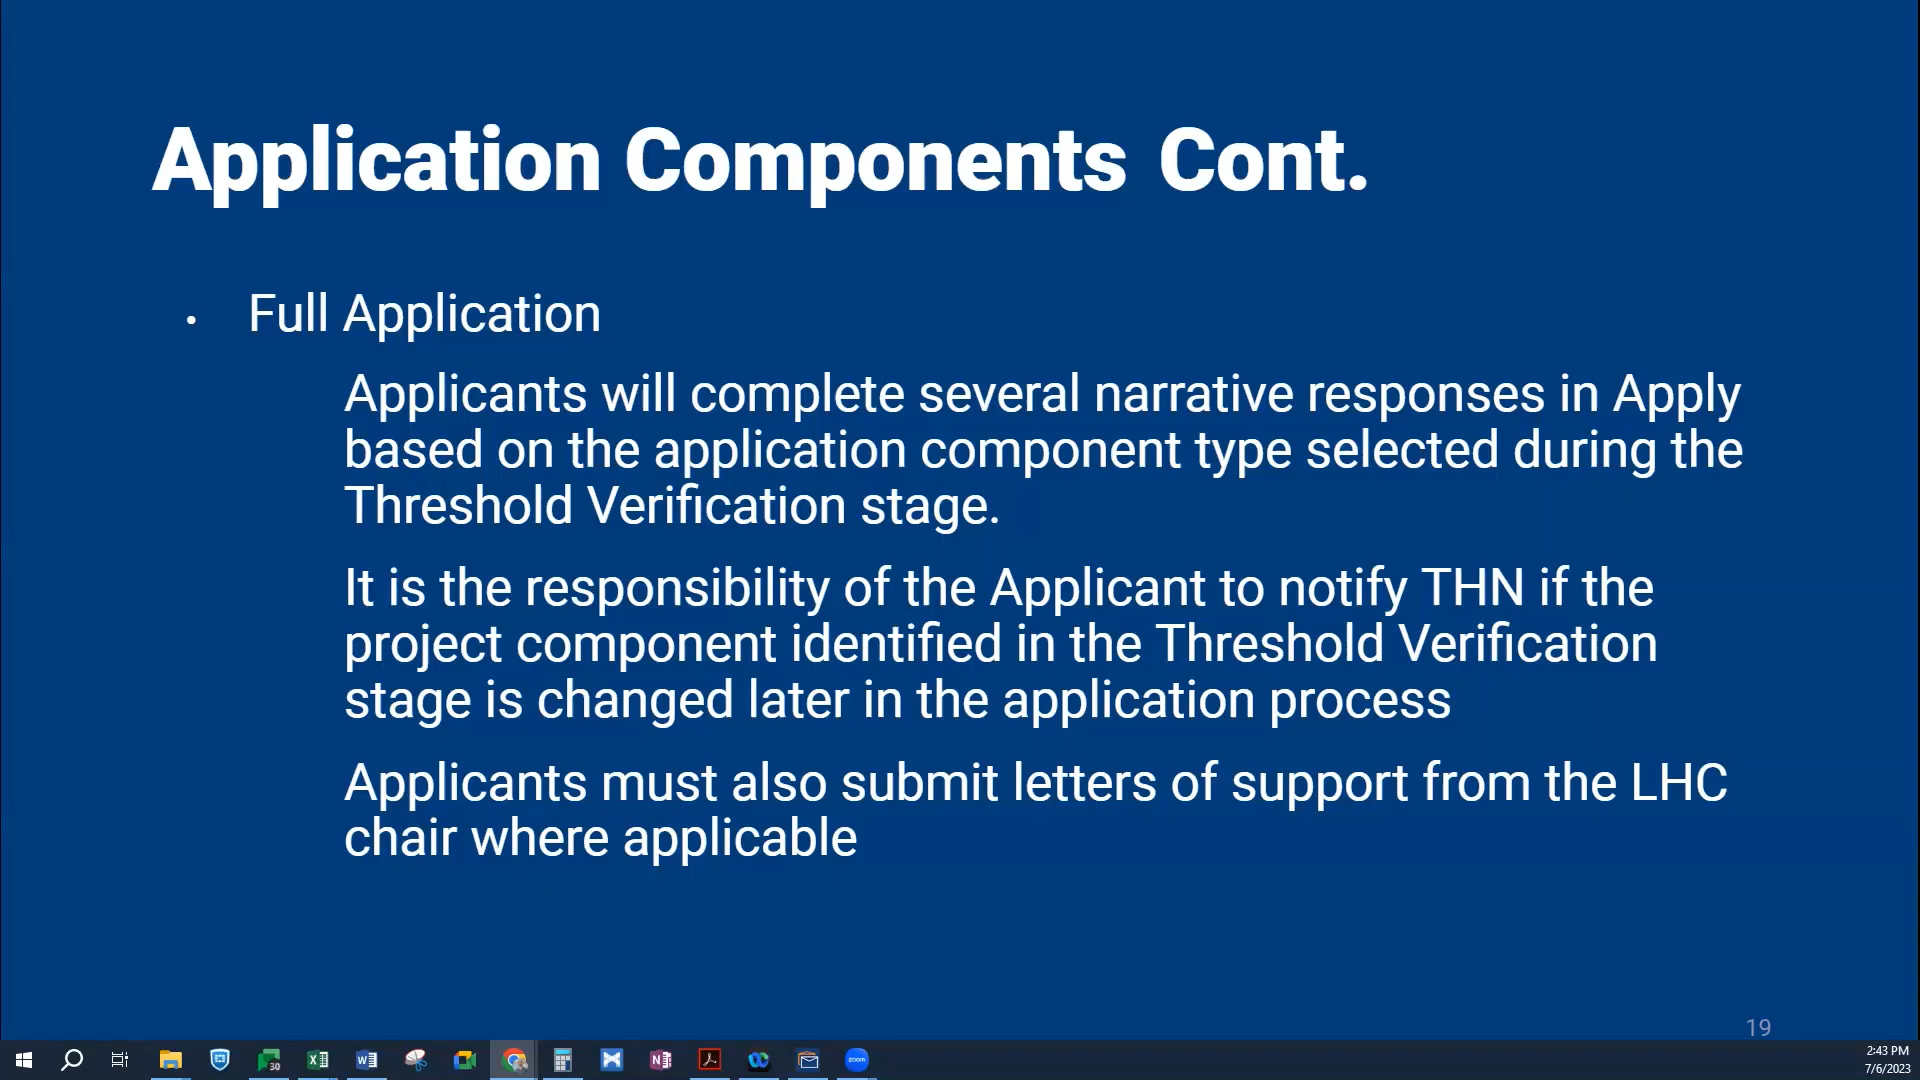 Application Components Cont.
• Full Application
Applicants will complete several narrative responses in Apply
based on the application component type selected during the
Threshold Verification stage.
It is the responsibility of the Applicant to notify THN if the
project component identified in the Threshold Verification
stage is changed later in the application process
Applicants must also submit letters of support from the LHC
chair where applicable
19
30
zoom
2:43 PM
7/6/2023